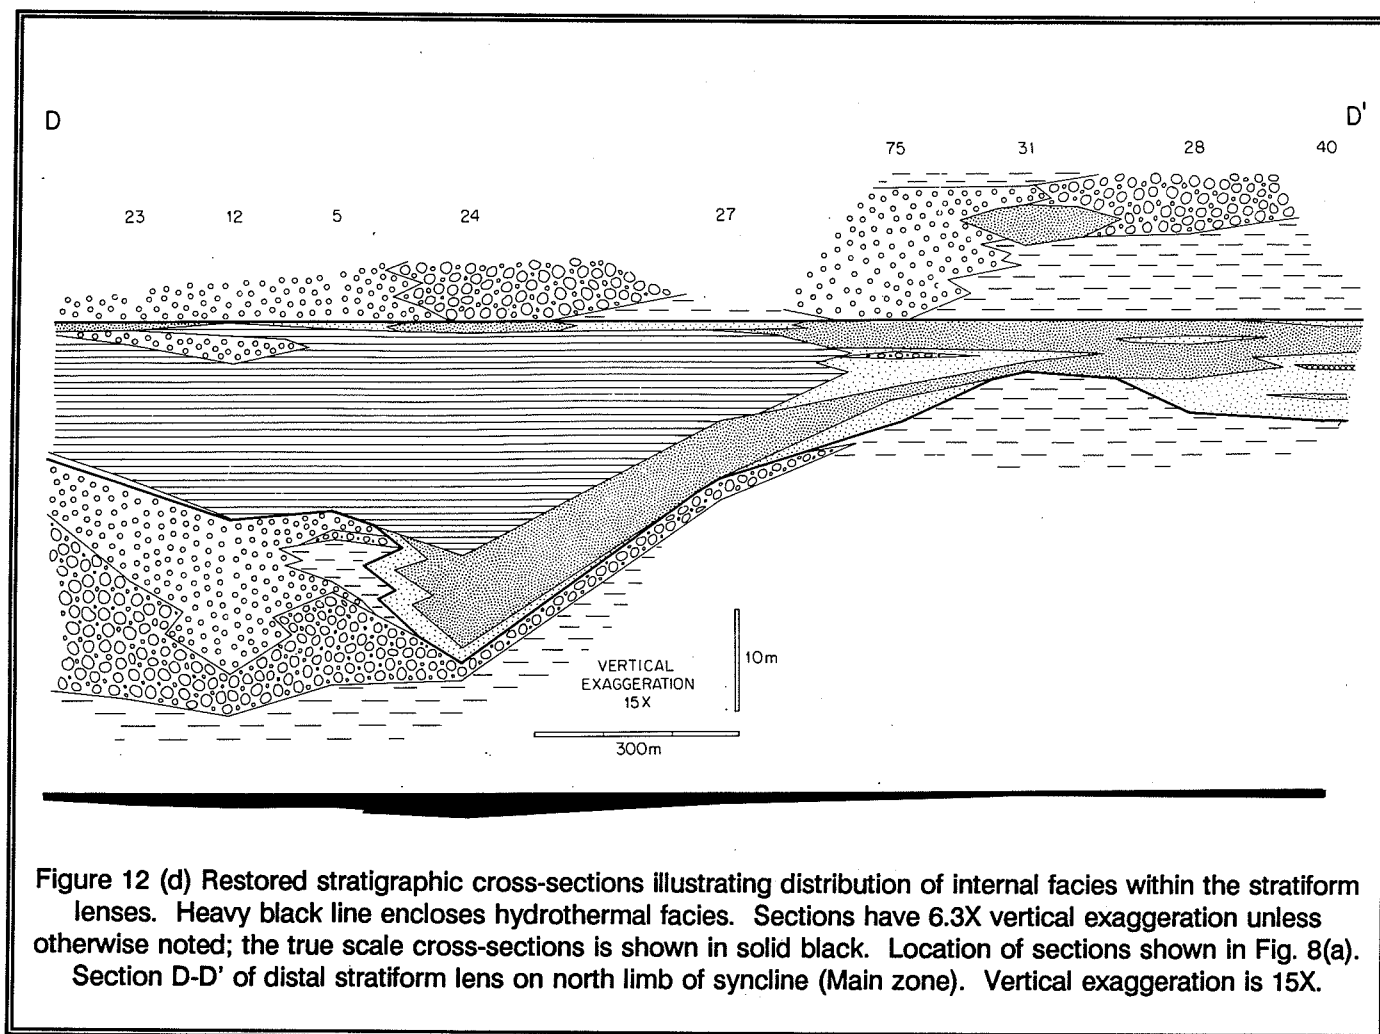 D
D'
75 31 28 40
23 12 5 24 27
VERTICAL
EXAGGERATION
15X
10m
300m
Figure 12 (d) Restored stratigraphic cross-sections illustrating distribution of internal facies within the stratiform
lenses. Heavy black line encloses hydrothermal facies. Sections have 6.3X vertical exaggeration unless
otherwise noted; the true scale cross-sections is shown in solid black. Location of sections shown in Fig. 8(a).
Section D-D' of distal stratiform lens on north limb of syncline (Main zone). Vertical exaggeration is 15X.